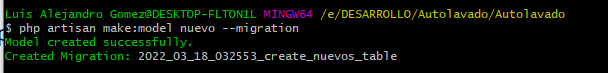 Luis Alejandro Gomez@DESKTOP-FLTON1L MINGW64 /e/DESARROLLO/Autolavado/Autolavado
$ php artisan make:model nuevo --migration
Model created successfully.
Created Migration: 2022_03_18_032553_create_nuevos_table